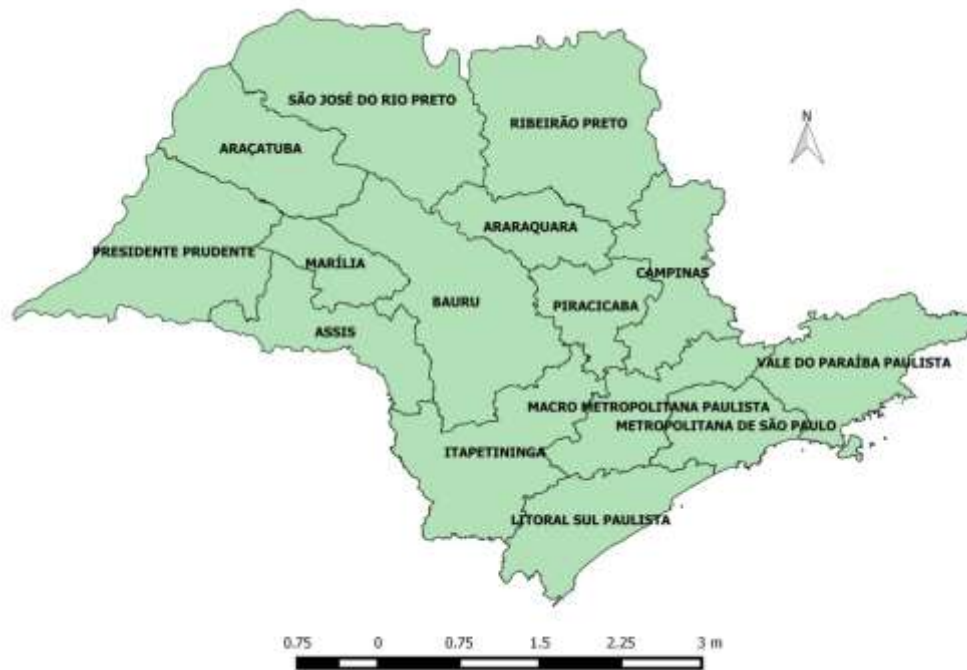 SÃO JOSÉ DO RIO PRETO
RIBEIRÃO PRETO
N
ARAÇATUBA
ARARAQUARA
PRESIDENTE PRUDENTE
MARÍLIA
CAMPINAS
BAURU
PIRACICABA
ASSIS
VALE DO PARAÍBA PAULISTA
MACRO METROPOLITANA PAULISTA
METROPOLITANA DE SÃO PAULO
ITAPETININGA
LITORAL SUL PAULISTA
0.75 0 0.75 1.5 2.25 3 m